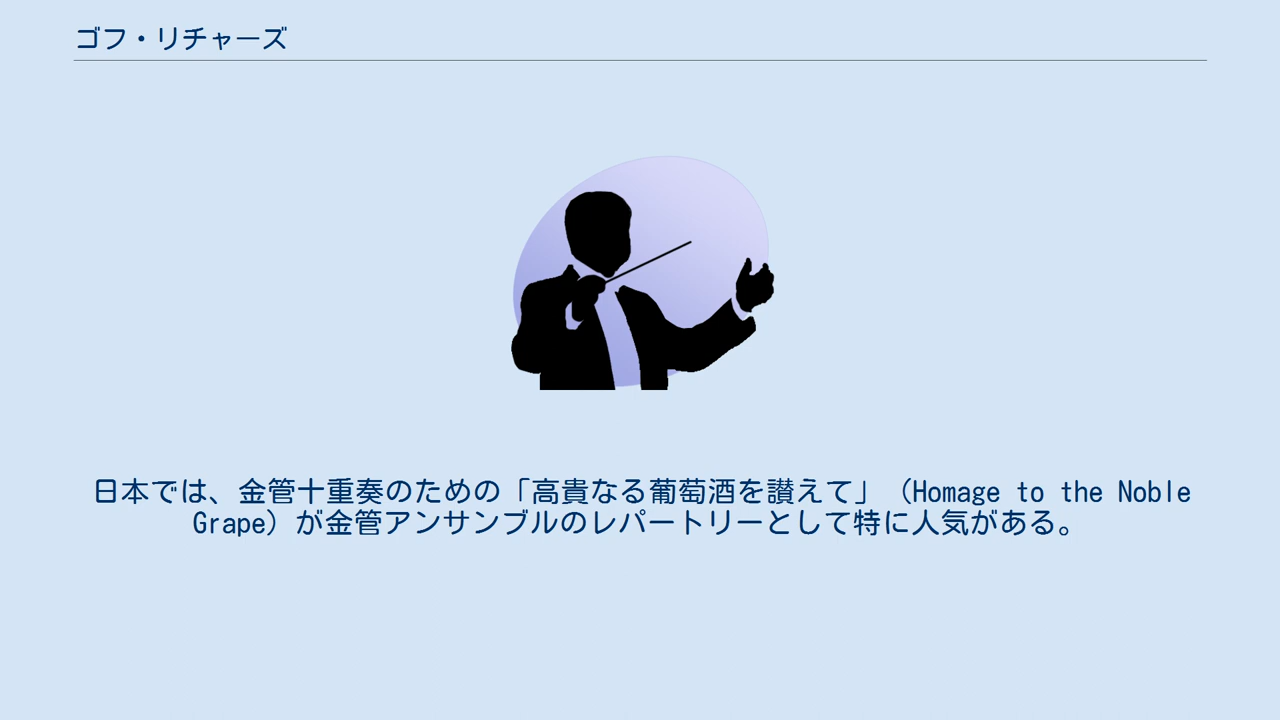 ゴフ・リチャーズ
日本では、金管十重奏のための「高貴なる葡萄酒を讃えて」（Homage to the Noble
Grape）が金管アンサンブルのレパートリーとして特に人気がある。